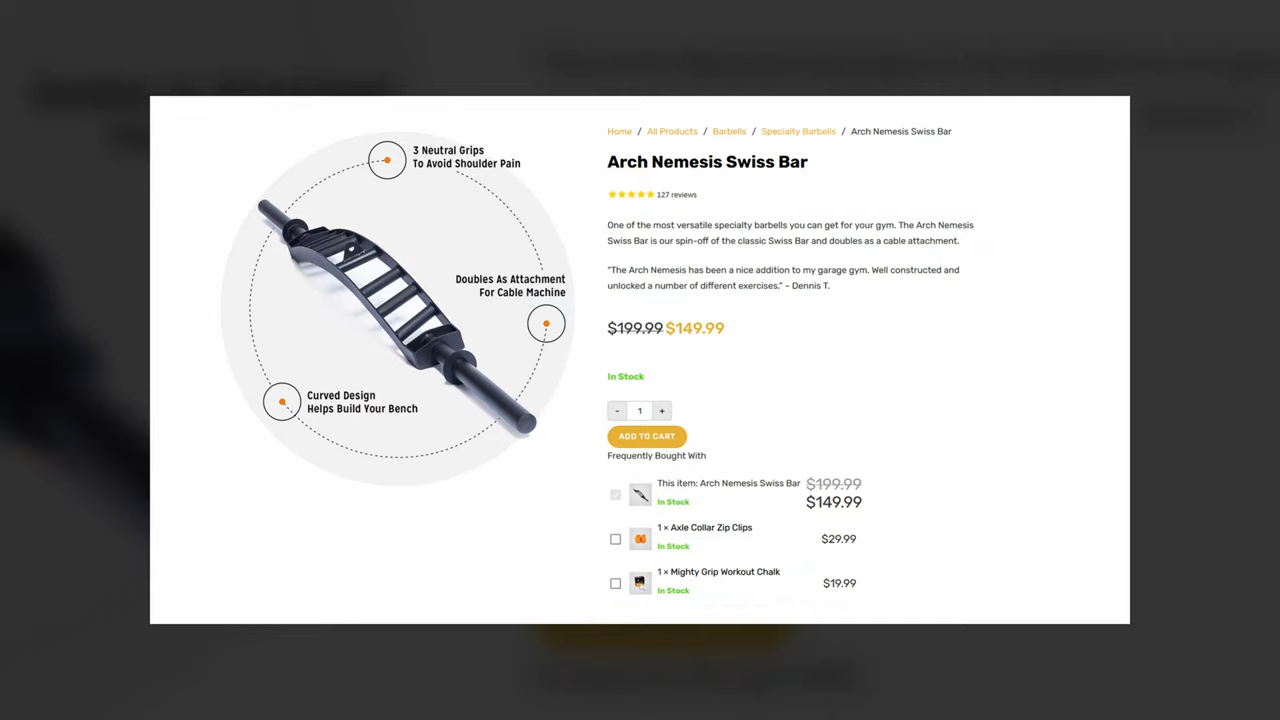 3 Neutral Grips
To Avoid Shoulder Pain
Doubles As Attachment
For Cable Machine
Curved Design
Helps Build Your Bench
Home / All Products / Barbells / Specialty Barbells / Arch Nemesis Swiss Bar
Arch Nemesis Swiss Bar
127 reviews
One of the most versatile specialty barbells you can get for your gym. The Arch Nemesis
Swiss Bar is our spin-off of the classic Swiss Bar and doubles as a cable attachment.
"The Arch Nemesis has been a nice addition to my garage gym. Well constructed and
unlocked a number of different exercises." – Dennis T.
$199.99 $149.99
In Stock
- 1 +
ADD TO CART
Frequently Bought With
This item: Arch Nemesis Swiss Bar $199.99
In Stock $149.99
1 × Axle Collar Zip Clips
In Stock
$29.99
1 × Mighty Grip Workout Chalk
In Stock
$19.99